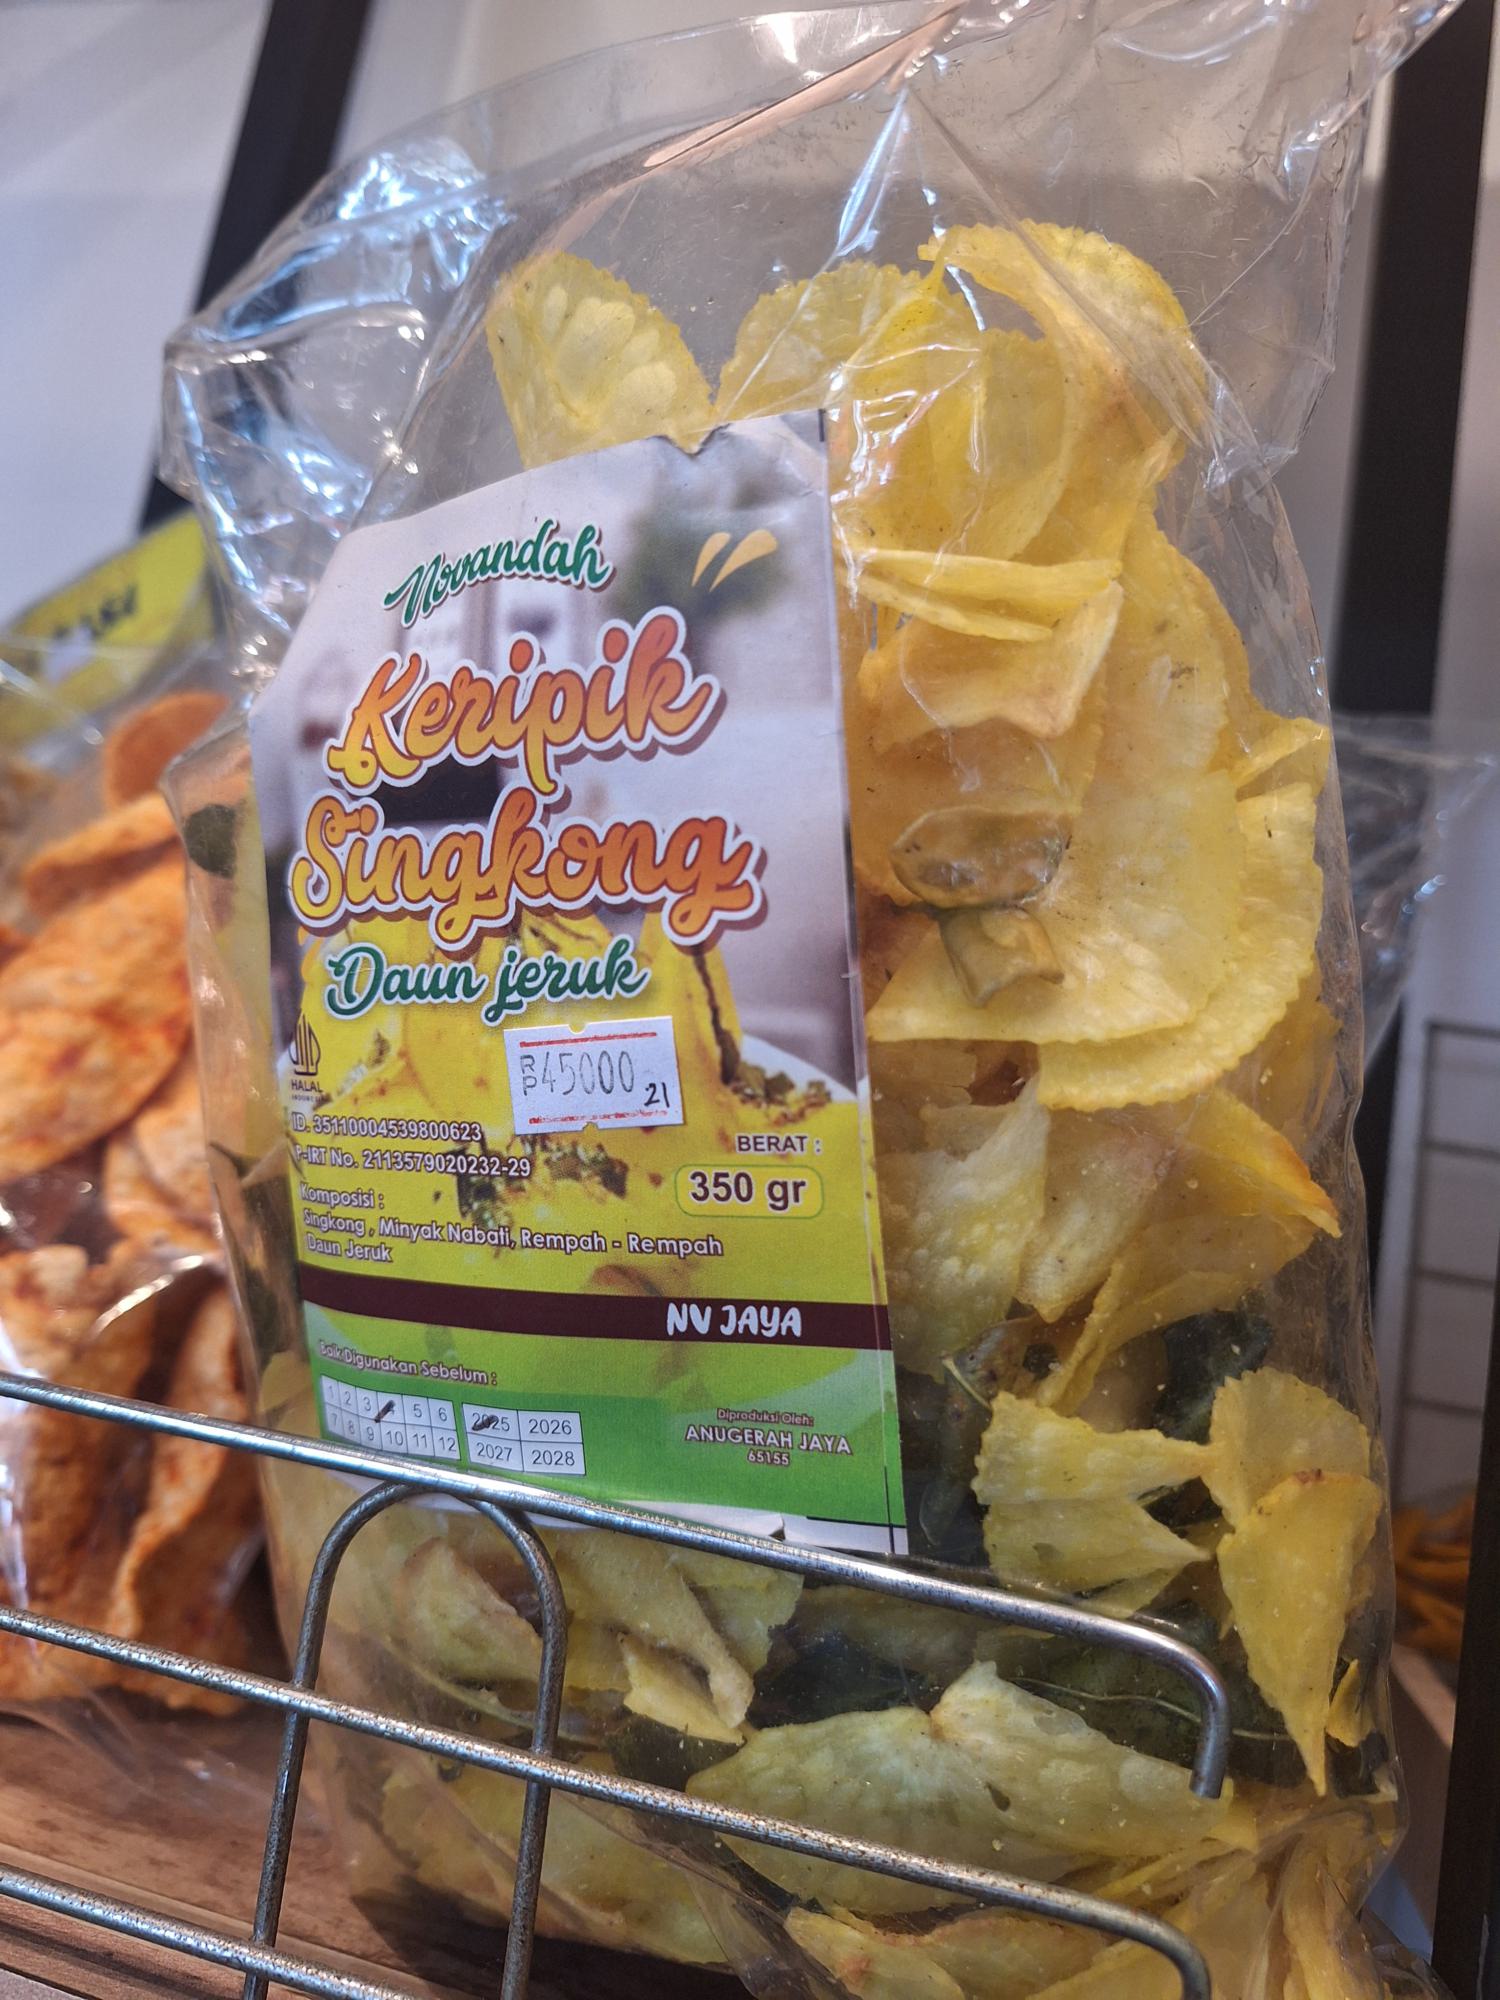 Novandah
Keripik
Singkong
Daun jeruk
HALAL
INDONESIA
RP45000
21
ID. 35110004539800623
P-IRT No. 2113579020232-29
BERAT :
350 gr
Komposisi :
Singkong , Minyak Nabati, Rempah - Rempah
Daun Jeruk
NV JAYA
Baik Digunakan Sebelum :
1 2 3 4 5 6 2025 2026
7 8 9 10 11 12 2027 2028
Diproduksi Oleh:
ANUGERAH JAYA
65155